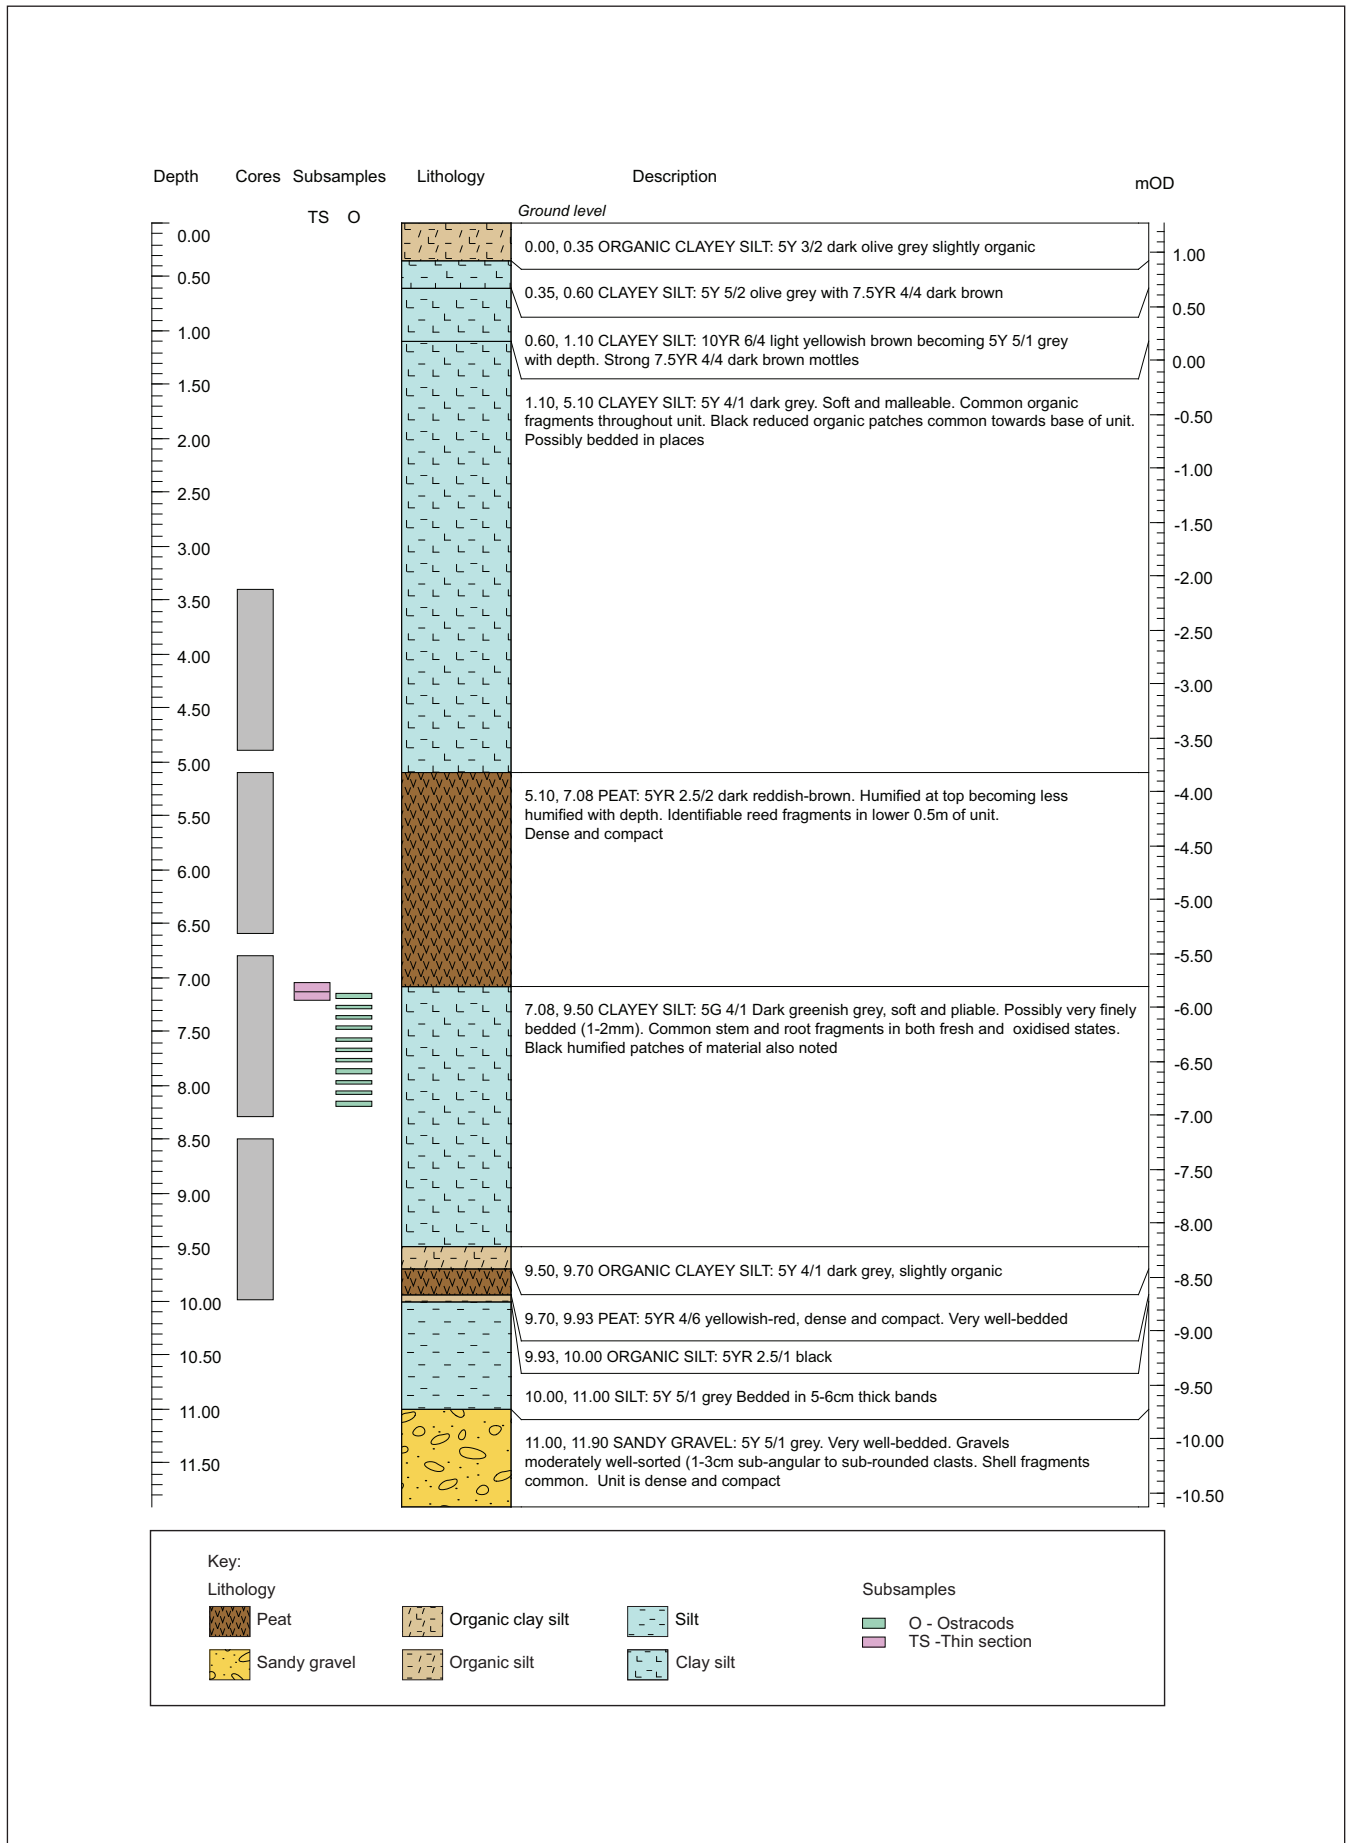 Depth Cores Subsamples Lithology Description mOD
TS O
Ground level
0.00
0.50
1.00
1.50
2.00
2.50
3.00
3.50
4.00
4.50
5.00
5.50
6.00
6.50
7.00
7.50
8.00
8.50
9.00
9.50
10.00
10.50
11.00
11.50
0.00, 0.35 ORGANIC CLAYEY SILT: 5Y 3/2 dark olive grey slightly organic
0.35, 0.60 CLAYEY SILT: 5Y 5/2 olive grey with 7.5YR 4/4 dark brown
0.60, 1.10 CLAYEY SILT: 10YR 6/4 light yellowish brown becoming 5Y 5/1 grey
with depth. Strong 7.5YR 4/4 dark brown mottles
1.10, 5.10 CLAYEY SILT: 5Y 4/1 dark grey. Soft and malleable. Common organic
fragments throughout unit. Black reduced organic patches common towards base of unit.
Possibly bedded in places
5.10, 7.08 PEAT: 5YR 2.5/2 dark reddish-brown. Humified at top becoming less
humified with depth. Identifiable reed fragments in lower 0.5m of unit.
Dense and compact
7.08, 9.50 CLAYEY SILT: 5G 4/1 Dark greenish grey, soft and pliable. Possibly very finely
bedded (1-2mm). Common stem and root fragments in both fresh and oxidised states.
Black humified patches of material also noted
9.50, 9.70 ORGANIC CLAYEY SILT: 5Y 4/1 dark grey, slightly organic
9.70, 9.93 PEAT: 5YR 4/6 yellowish-red, dense and compact. Very well-bedded
9.93, 10.00 ORGANIC SILT: 5YR 2.5/1 black
10.00, 11.00 SILT: 5Y 5/1 grey Bedded in 5-6cm thick bands
11.00, 11.90 SANDY GRAVEL: 5Y 5/1 grey. Very well-bedded. Gravels
moderately well-sorted (1-3cm sub-angular to sub-rounded clasts. Shell fragments
common. Unit is dense and compact
1.00
0.50
0.00
-0.50
-1.00
-1.50
-2.00
-2.50
-3.00
-3.50
-4.00
-4.50
-5.00
-5.50
-6.00
-6.50
-7.00
-7.50
-8.00
-8.50
-9.00
-9.50
-10.00
-10.50
Key:
Lithology Subsamples
Peat Organic clay silt Silt O - Ostracods
TS -Thin section
Sandy gravel Organic silt Clay silt